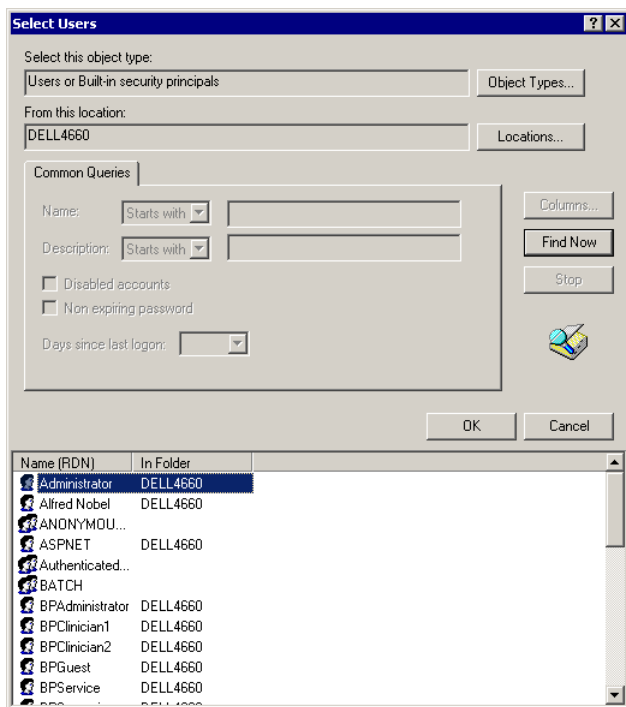 Select Users
Select this object type:
Users or Built-in security principals
Object Types...
From this location:
DELL4660
Locations...
Common Queries
Name: Starts with
Columns...
Description: Starts with
Find Now
Disabled accounts
Stop
Non expiring password
Days since last logon:
OK Cancel
Name (RDN) In Folder
Administrator DELL4660
Alfred Nobel DELL4660
ANONYMOU...
ASPNET DELL4660
Authenticated...
BATCH
BPAdministrator DELL4660
BPClinician1 DELL4660
BPClinician2 DELL4660
BPGuest DELL4660
BPService DELL4660